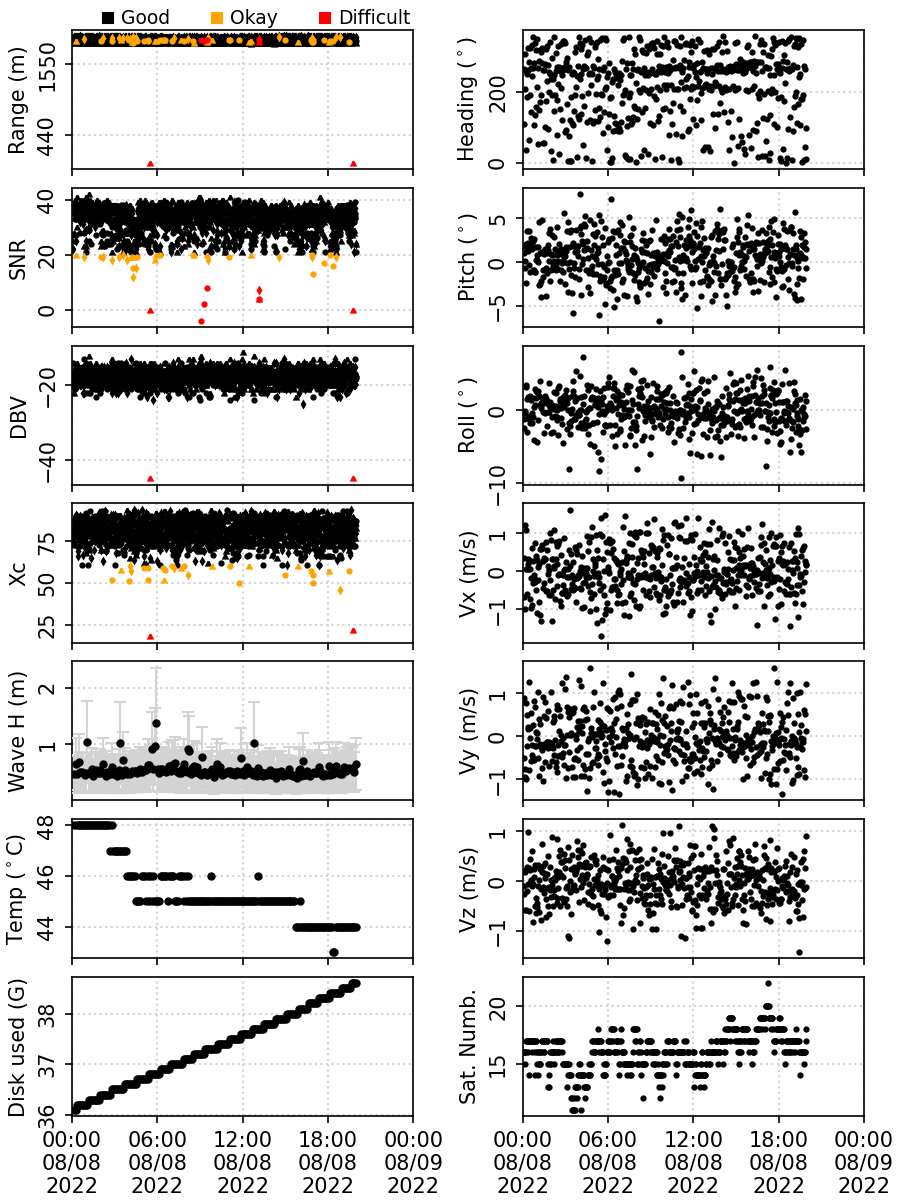 Good Okay Difficult
Range (m)
1550
440
Heading (°)
200
0
SNR
40
20
0
Pitch (°)
5
0
−5
DBV
−20
−40
Roll (°)
0
−10
Xc
75
50
25
Vx (m/s)
1
0
−1
Wave H (m)
2
1
Vy (m/s)
1
0
−1
Temp (°C)
48
46
44
Vz (m/s)
1
0
−1
Disk used (G)
38
37
36
Sat. Numb.
20
15
00:00 06:00 12:00 18:00 00:00
08/08 08/08 08/08 08/08 08/09
2022 2022 2022 2022 2022
00:00 06:00 12:00 18:00 00:00
08/08 08/08 08/08 08/08 08/09
2022 2022 2022 2022 2022